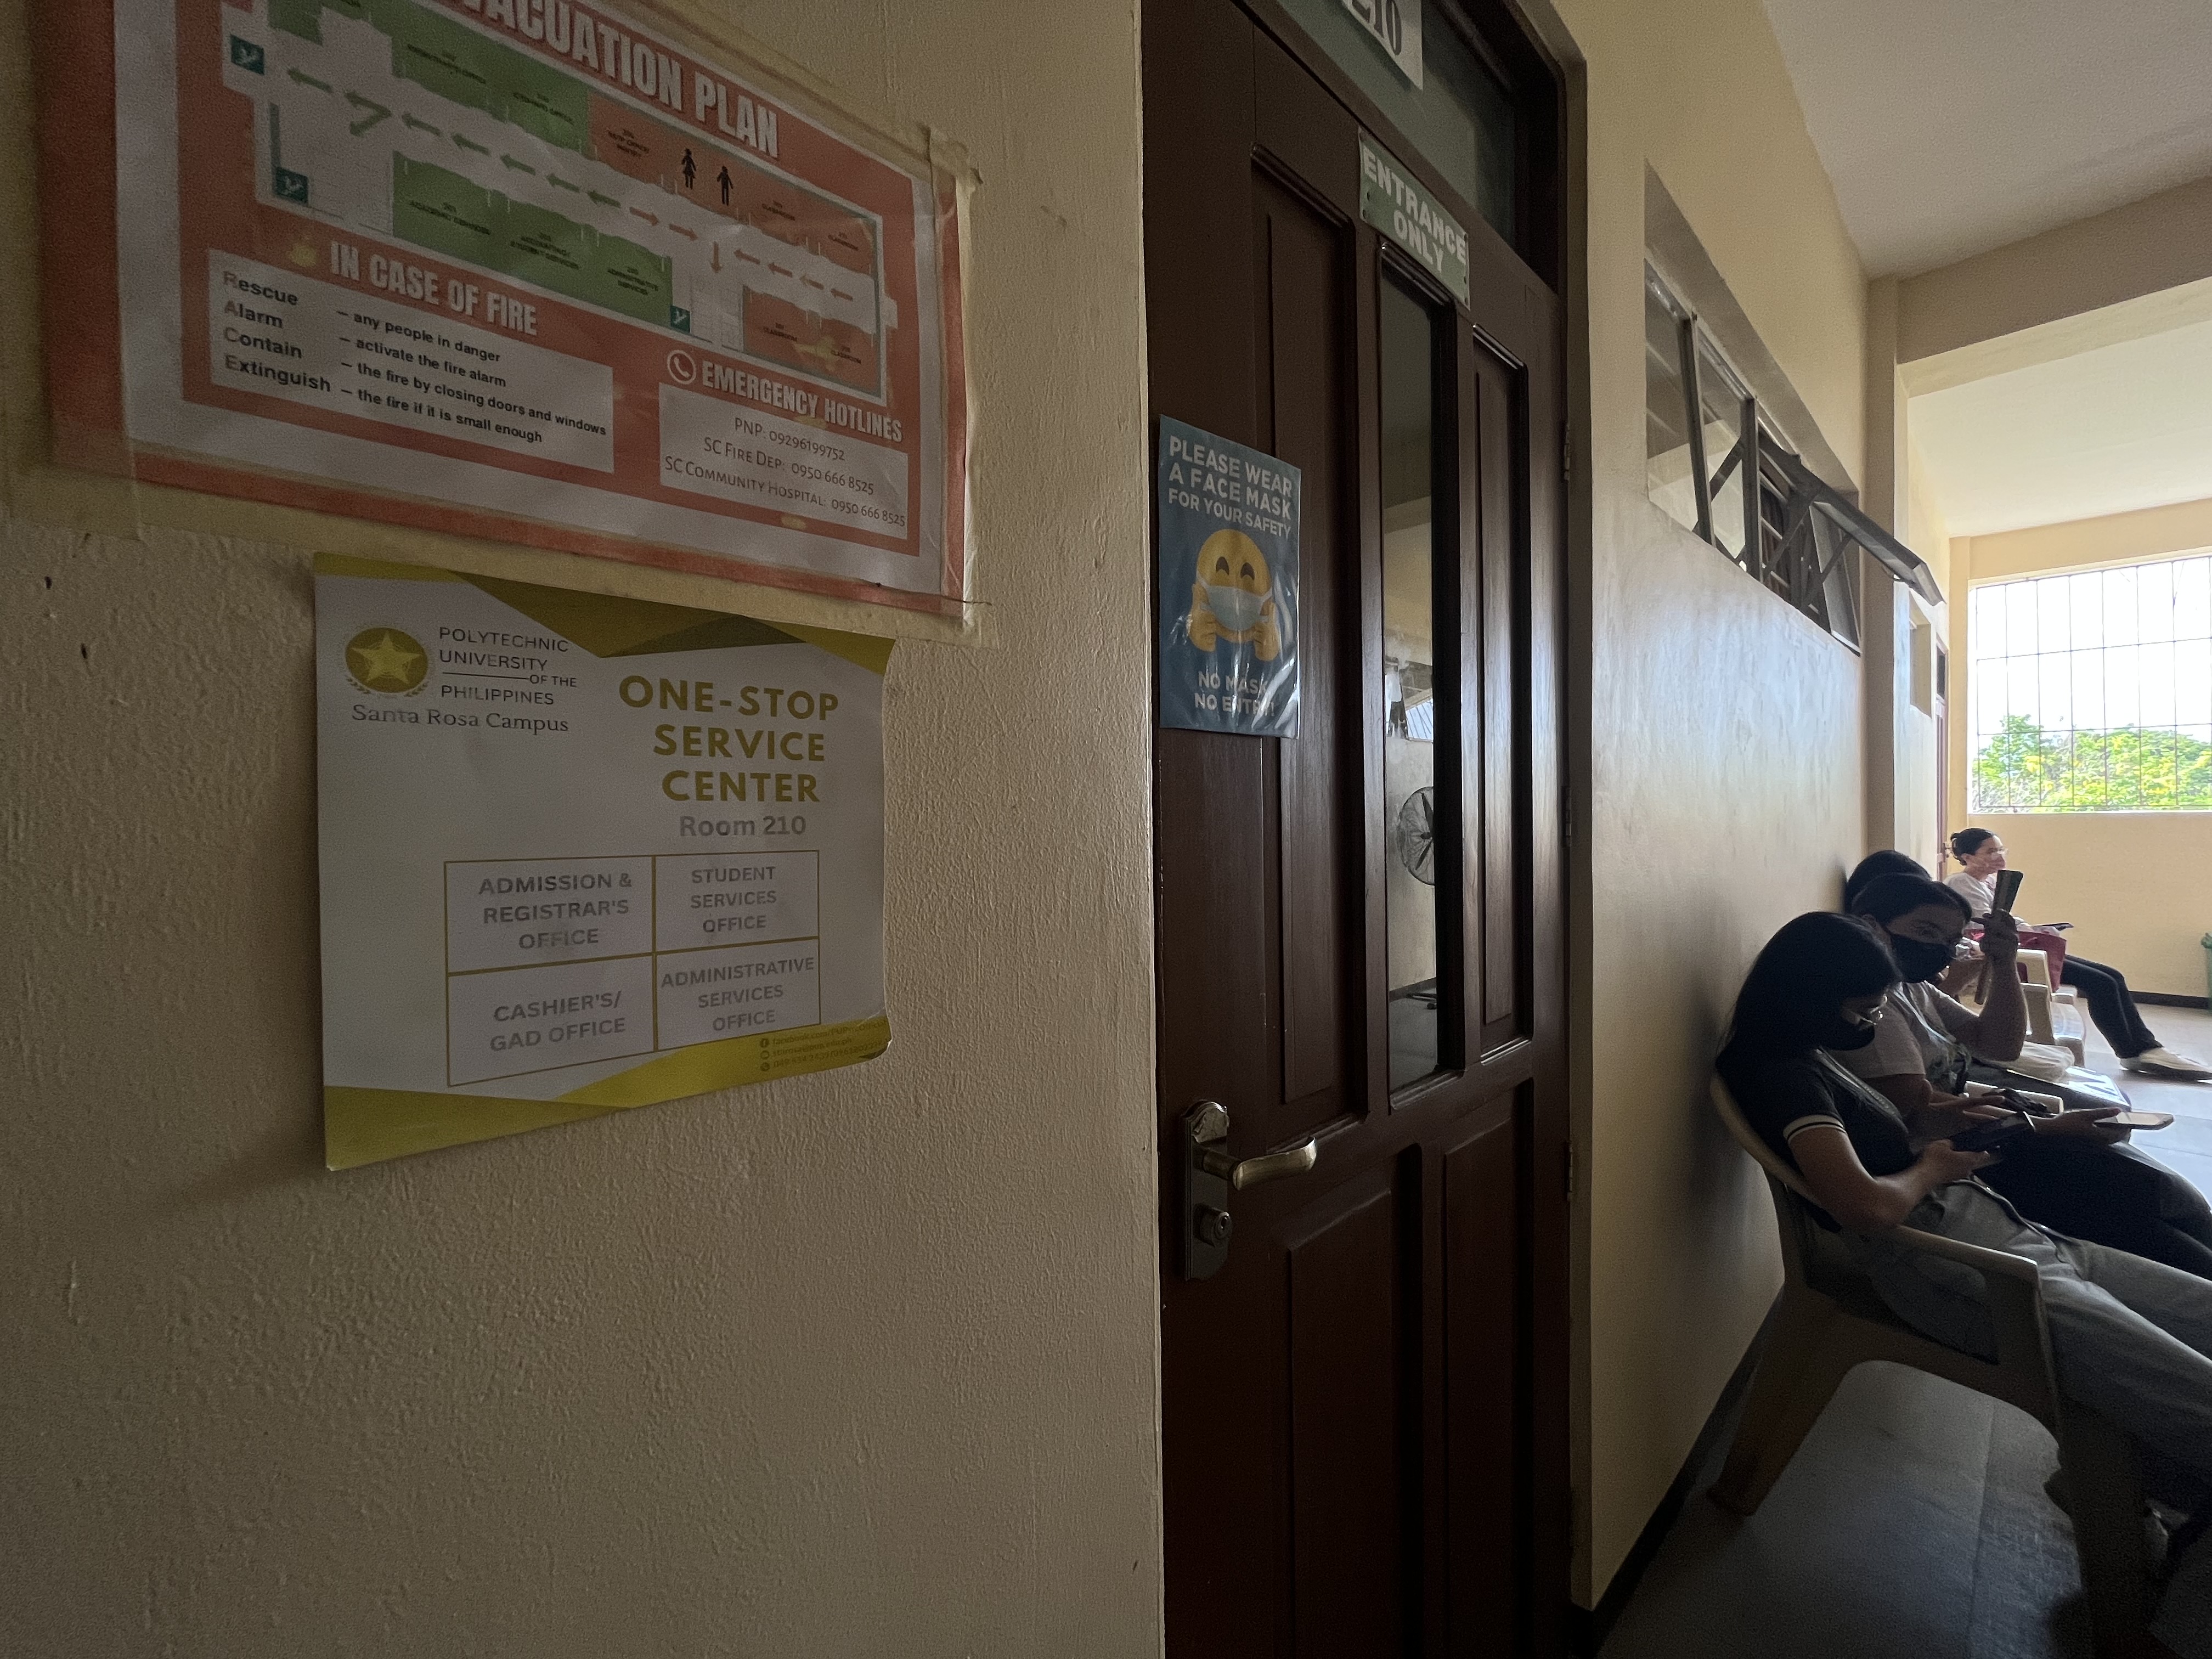 EVACUATION PLAN
IN CASE OF FIRE
Rescue – any people in danger
Alarm – activate the fire alarm
Contain – the fire by closing doors and windows
Extinguish – the fire if it is small enough
EMERGENCY HOTLINES
PNP: 09296199752
SC FIRE DEP: 0950 666 8525
SC COMMUNITY HOSPITAL: 0950 666 8525
POLYTECHNIC
UNIVERSITY
OF THE
PHILIPPINES
Santa Rosa Campus
ONE-STOP
SERVICE
CENTER
Room 210
ADMISSION &
REGISTRAR'S
OFFICE
STUDENT
SERVICES
OFFICE
CASHIER'S/
GAD OFFICE
ADMINISTRATIVE
SERVICES
OFFICE
210
ENTRANCE
ONLY
PLEASE WEAR
A FACE MASK
FOR YOUR SAFETY
NO MASK
NO ENTRY